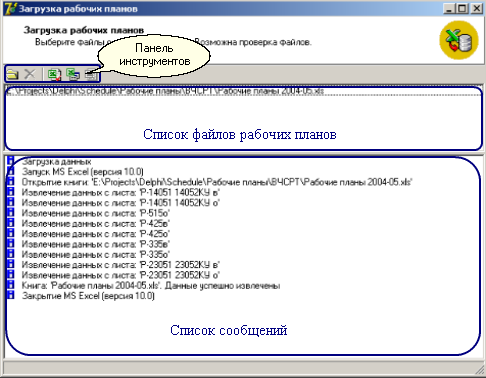 Загрузка рабочих планов
Загрузка рабочих планов
Выберите файлы Возможна проверка файлов.
Панель
инструментов
E:\Projects\Delphi\Schedule\Рабочие планы\ВЧСРТ\Рабочие планы 2004-05.xls
Список файлов рабочих планов
Загрузка данных
Запуск MS Excel (версия 10.0)
Открытие книги: 'E:\Projects\Delphi\Schedule\Рабочие планы\ВЧСРТ\Рабочие планы 2004-05.xls'
Извлечение данных с листа: 'Р-14051 14052КУ в'
Извлечение данных с листа: 'Р-14051 14052КУ о'
Извлечение данных с листа: 'Р-515о'
Извлечение данных с листа: 'Р-425в'
Извлечение данных с листа: 'Р-425о'
Извлечение данных с листа: 'Р-335в'
Извлечение данных с листа: 'Р-335о'
Извлечение данных с листа: 'Р-23051 23052КУ в'
Извлечение данных с листа: 'Р-23051 23052КУ о'
Книга: 'Рабочие планы 2004-05.xls'. Данные успешно извлечены
Закрытие MS Excel (версия 10.0)
Список сообщений